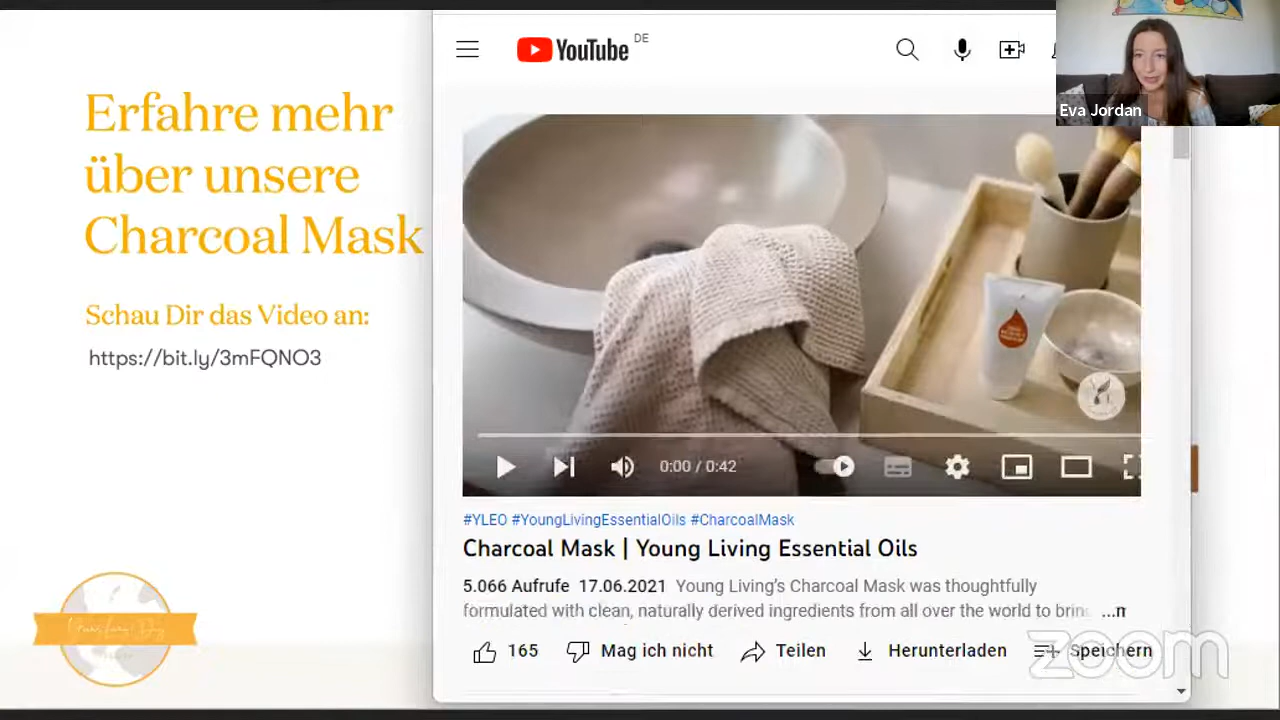 Erfahre mehr
über unsere
Charcoal Mask
Schau Dir das Video an:
https://bit.ly/3mFQNO3
YouTube DE
Eva Jordan
0:00 / 0:42
#YLEO #YoungLivingEssentialOils #CharcoalMask
Charcoal Mask | Young Living Essential Oils
5.066 Aufrufe 17.06.2021 Young Living's Charcoal Mask was thoughtfully
formulated with clean, naturally derived ingredients from all over the world to ...m
165 Mag ich nicht Teilen Herunterladen Speichern
zoom